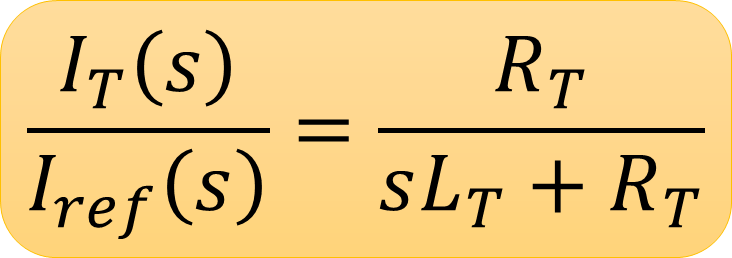 I_T(s) / I_ref(s) = R_T / (sL_T + R_T)